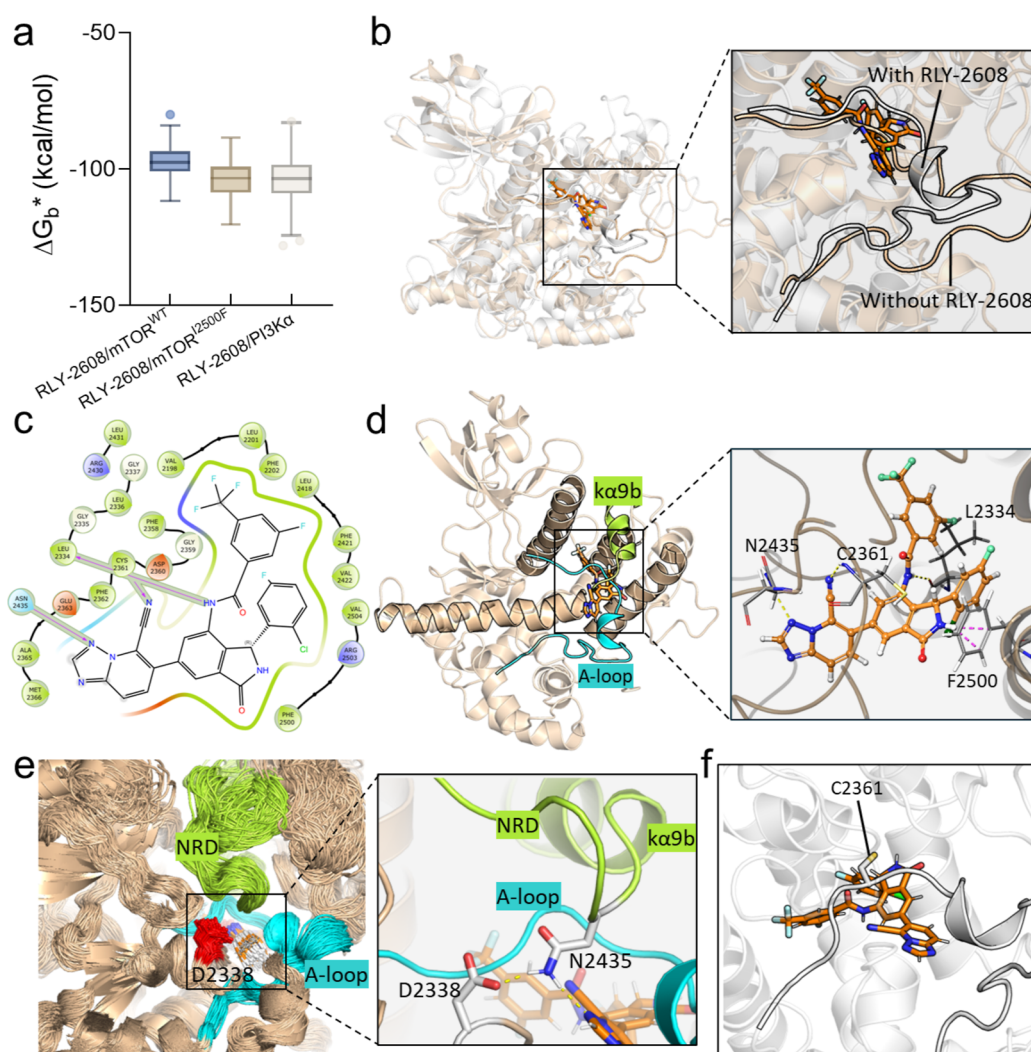 a
-50
-100
-150
ΔGb* (kcal/mol)
RLY-2608/mTORWT
RLY-2608/mTORI2500F
RLY-2608/PI3Kα
b
With RLY-2608
Without RLY-2608
c
LEU 2431
ARG 2430
GLY 2337
VAL 2198
LEU 2201
PHE 2202
LEU 2336
GLY 2335
PHE 2358
GLY 2359
LEU 2418
LEU 2334
CYS 2361
ASP 2360
PHE 2421
VAL 2422
ASN 2435
GLU 2363
PHE 2362
VAL 2504
ARG 2503
ALA 2365
MET 2366
PHE 2500
F
F
F
F
F
Cl
HN
O
NH
O
H
N
N
N
N
d
kα9b
A-loop
L2334
N2435
C2361
F2500
e
NRD
D2338
A-loop
NRD
kα9b
A-loop
D2338
N2435
f
C2361